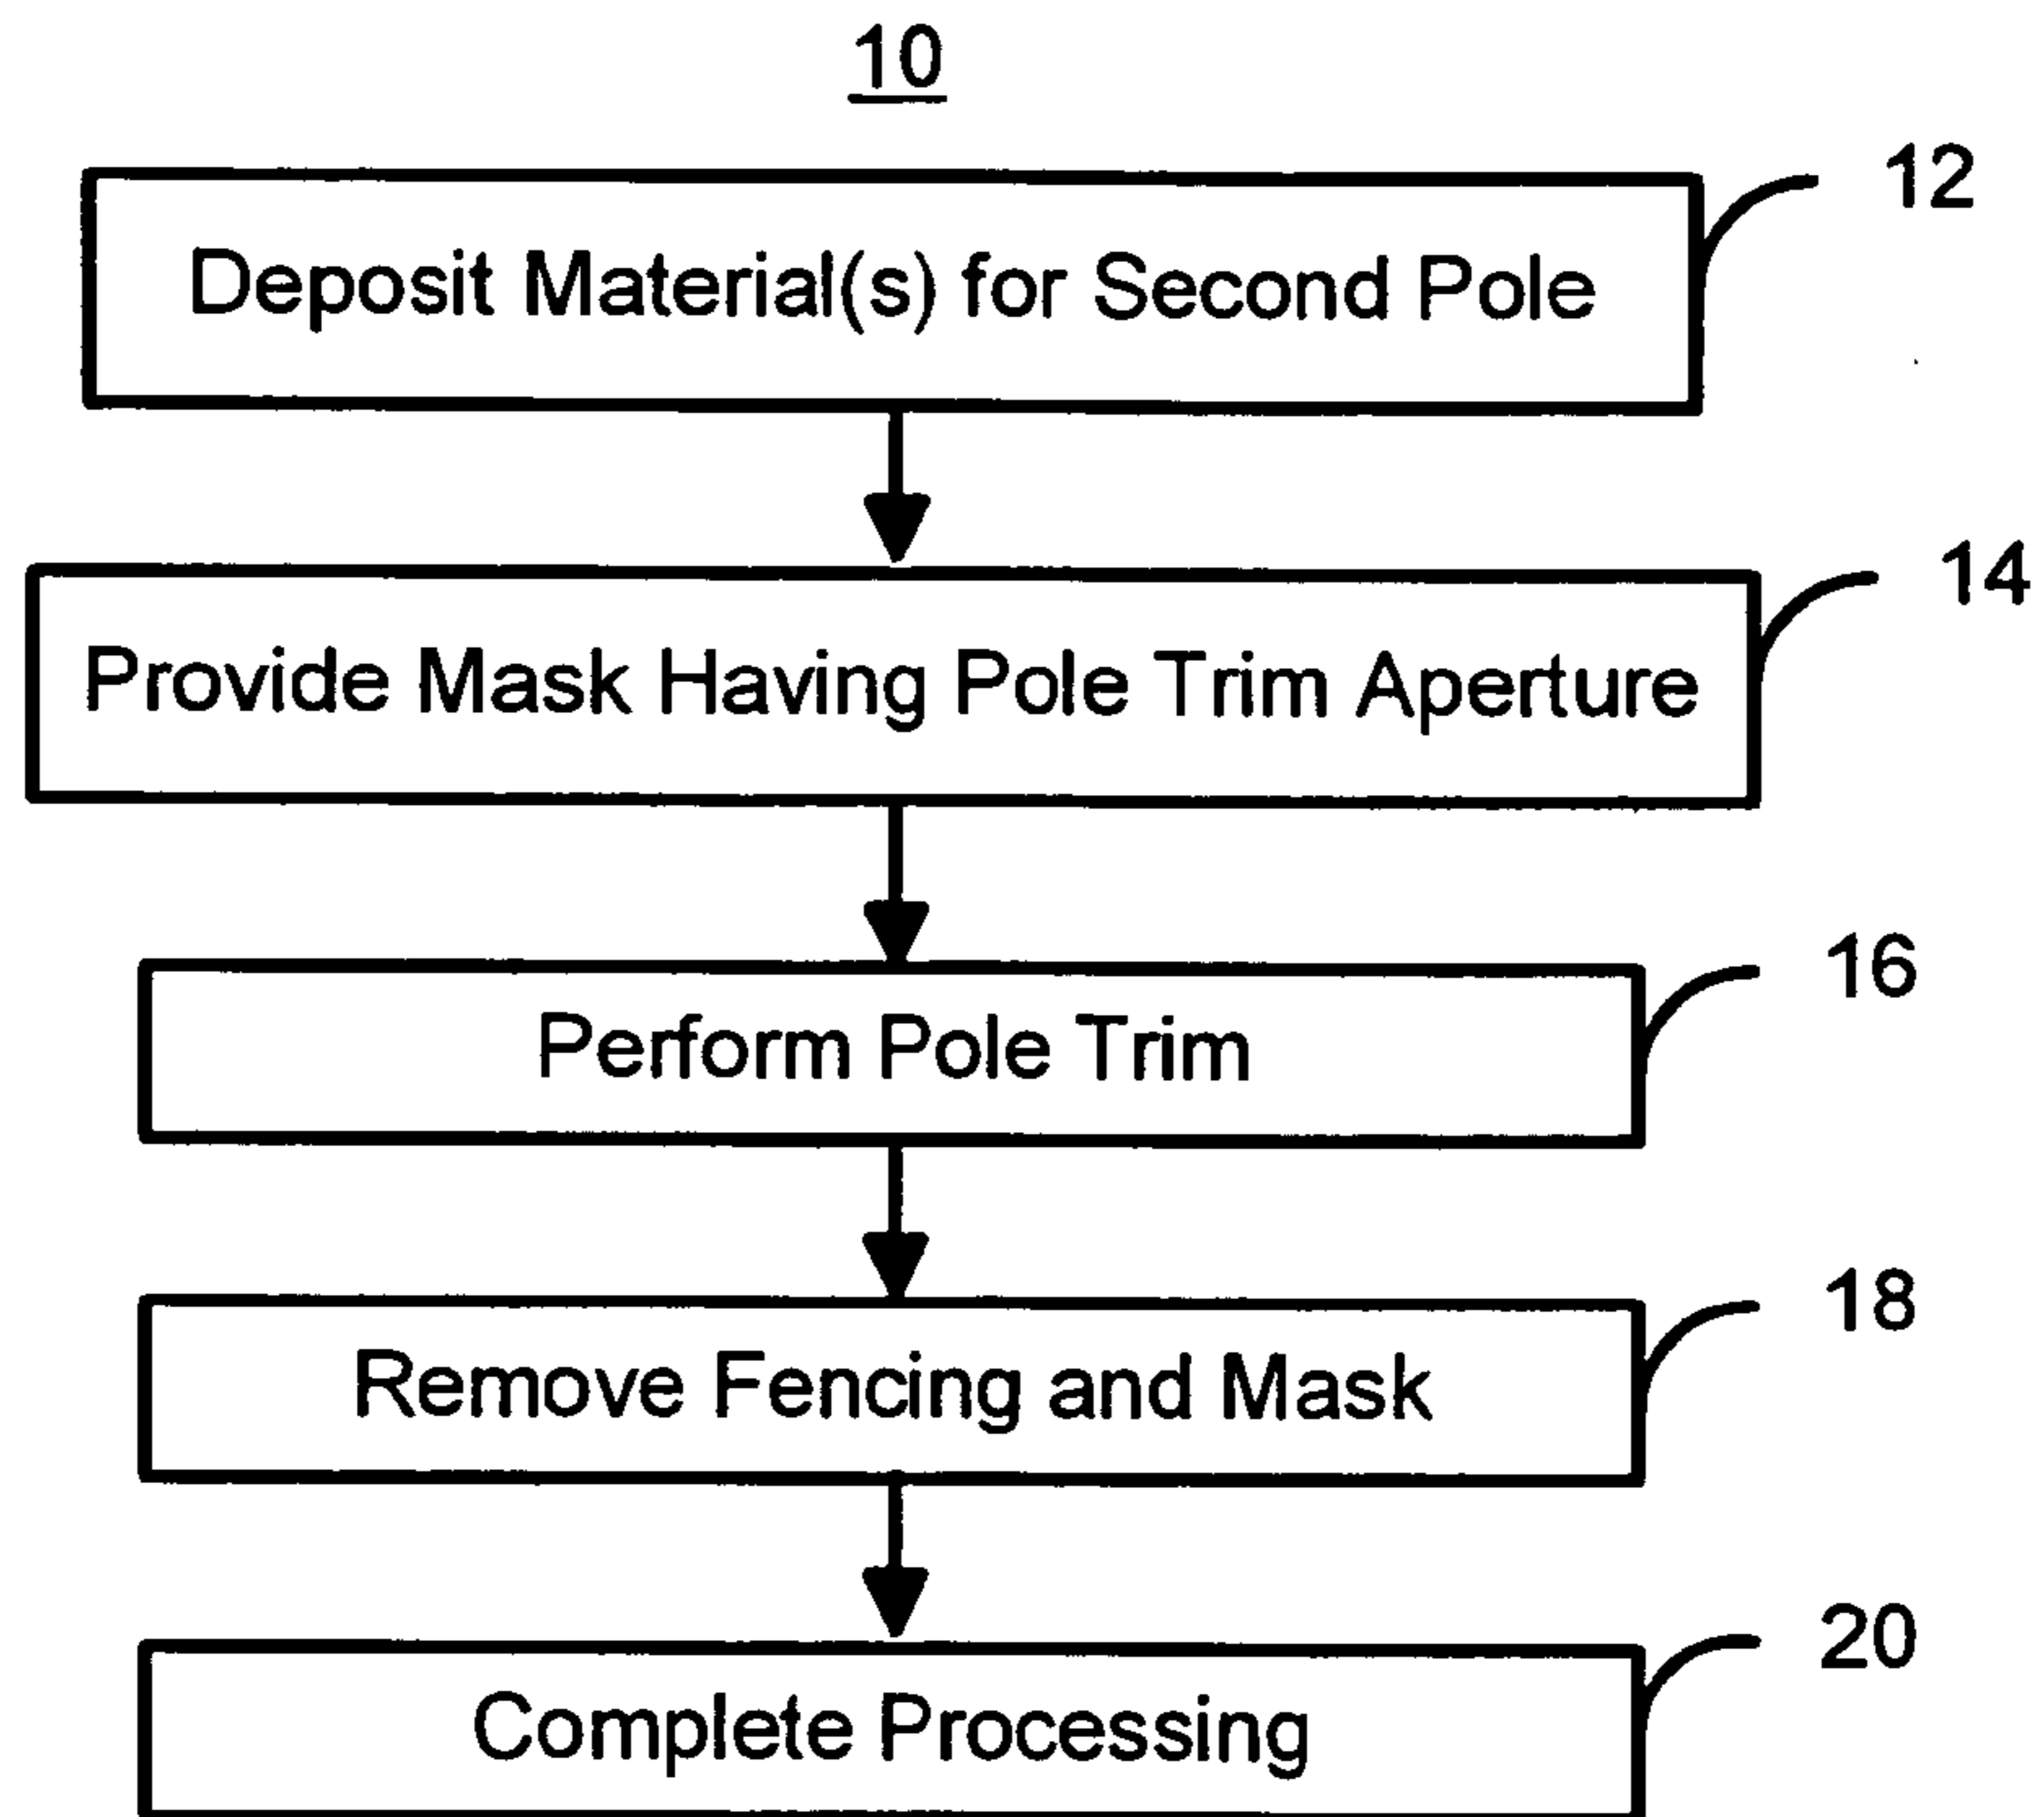 10
12
Deposit Material(s) for Second Pole
14
Provide Mask Having Pole Trim Aperture
16
Perform Pole Trim
18
Remove Fencing and Mask
20
Complete Processing